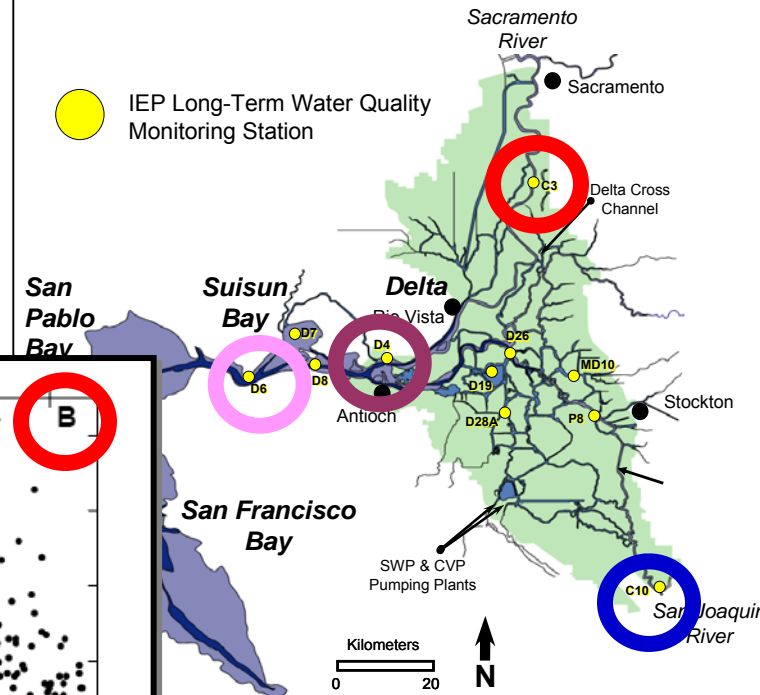 Sacramento
River
Sacramento
IEP Long-Term Water Quality
Monitoring Station
C3
Delta Cross
Channel
San
Pablo
Bay
Suisun
Bay
Delta
Rio Vista
D7
D4
D26
D6
D8
D19
MD10
Antioch
D28A
P8
Stockton
B
San Francisco
Bay
SWP & CVP
Pumping Plants
C10
San Joaquin
River
Kilometers
0 20
N